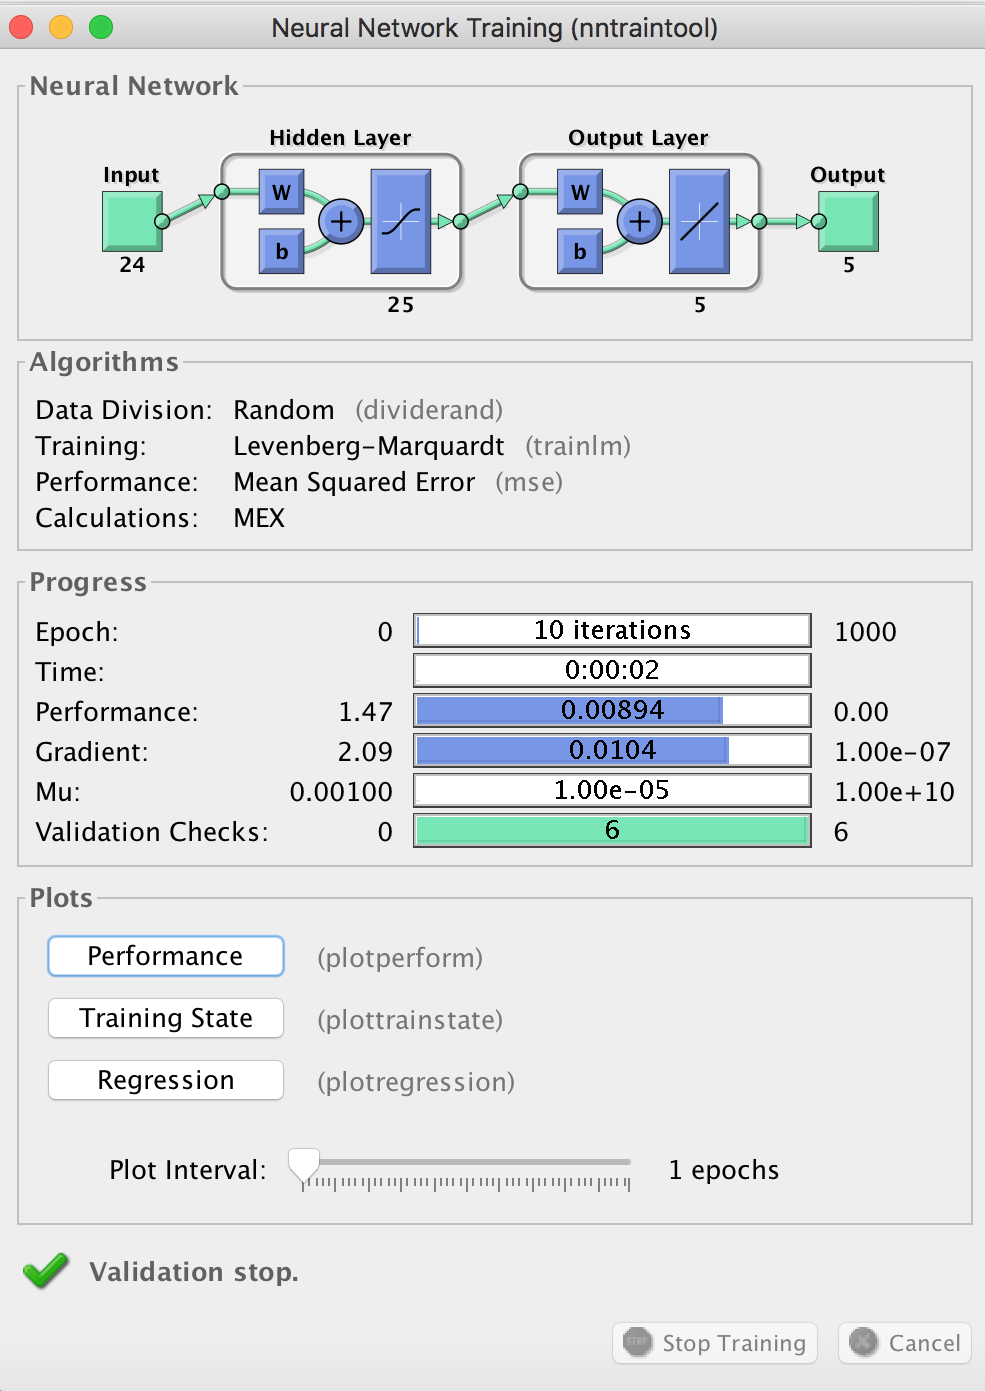 Neural Network Training (nntraintool)
Neural Network
Hidden Layer
Output Layer
Input
Output
W
b
+
W
b
+
24
25
5
5
Algorithms
Data Division: Random (dividerand)
Training: Levenberg-Marquardt (trainlm)
Performance: Mean Squared Error (mse)
Calculations: MEX
Progress
Epoch: 0 10 iterations 1000
Time: 0:00:02
Performance: 1.47 0.00894 0.00
Gradient: 2.09 0.0104 1.00e-07
Mu: 0.00100 1.00e-05 1.00e+10
Validation Checks: 0 6 6
Plots
Performance (plotperform)
Training State (plottrainstate)
Regression (plotregression)
Plot Interval: 1 epochs
Validation stop.
STOP Stop Training Cancel